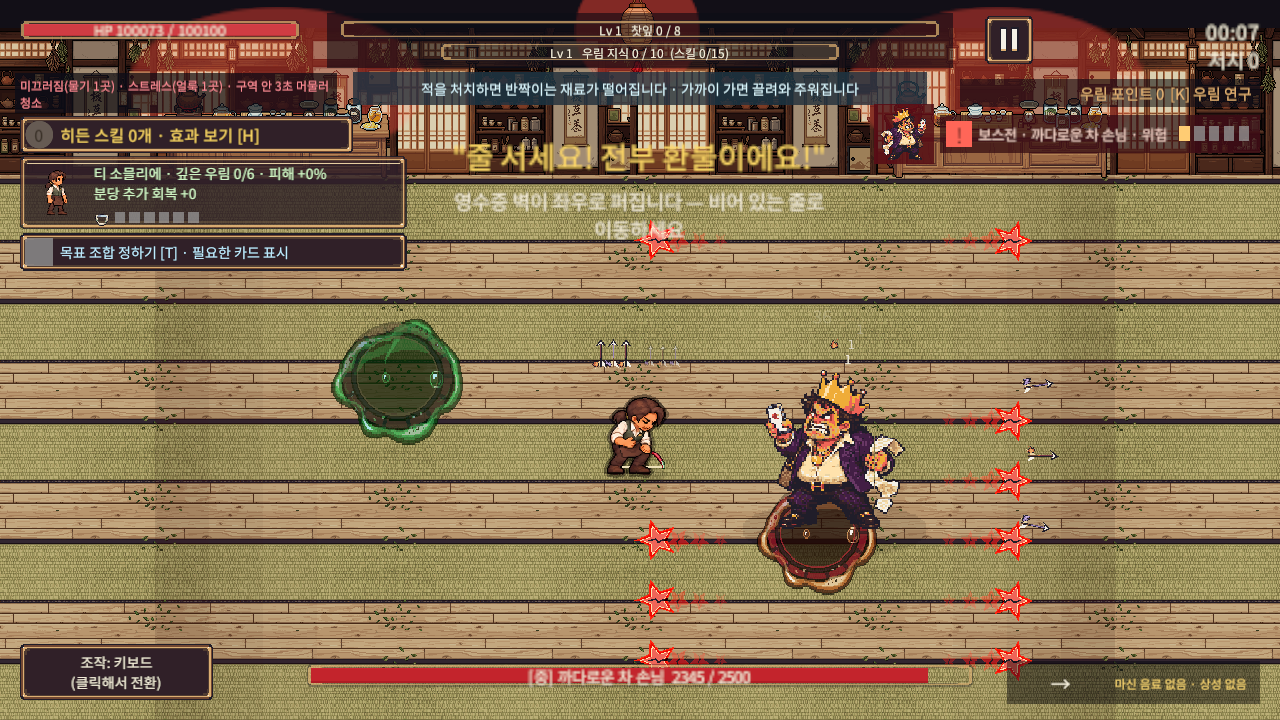 HP 100073 / 100100
Lv 1 찻잎 0 / 8
Lv 1 우림 지식 0 / 10 (스킬 0/15)
00:07
저지 0
미끄러짐(물기 1곳) · 스트레스(얼룩 1곳) · 구역 안 3초 머물러
청소
적을 처치하면 반짝이는 재료가 떨어집니다 · 가까이 가면 끌려와 주워집니다
우림 포인트 0 [K] 우림 연구
0 히든 스킬 0개 · 효과 보기 [H]
! 보스전 · 까다로운 차 손님 · 위험
"줄 서세요! 전부 환불이에요!"
티 소믈리에 · 깊은 우림 0/6 · 피해 +0%
분당 추가 회복 +0
영수증 벽이 좌우로 퍼집니다 — 비어 있는 줄로
이동하세요
목표 조합 정하기 [T] · 필요한 카드 표시
조작: 키보드
(클릭해서 전환)
[중] 까다로운 차 손님 2345 / 2500
→ 마신 음료 없음 · 상성 없음